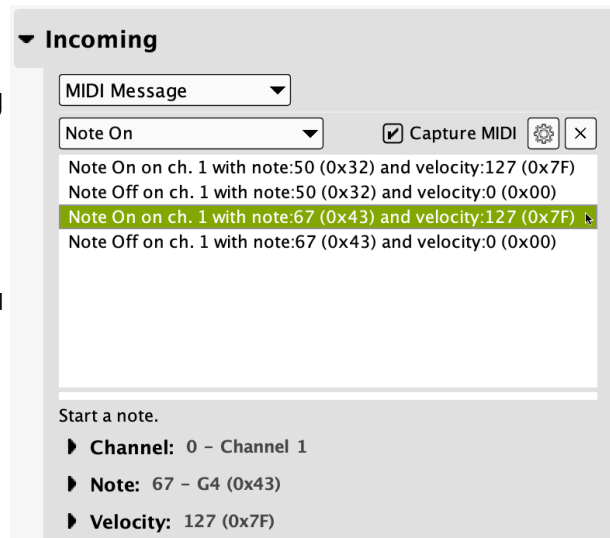 Incoming
MIDI Message
Note On
Capture MIDI
Note On on ch. 1 with note:50 (0x32) and velocity:127 (0x7F)
Note Off on ch. 1 with note:50 (0x32) and velocity:0 (0x00)
Note On on ch. 1 with note:67 (0x43) and velocity:127 (0x7F)
Note Off on ch. 1 with note:67 (0x43) and velocity:0 (0x00)
Start a note.
Channel: 0 – Channel 1
Note: 67 – G4 (0x43)
Velocity: 127 (0x7F)